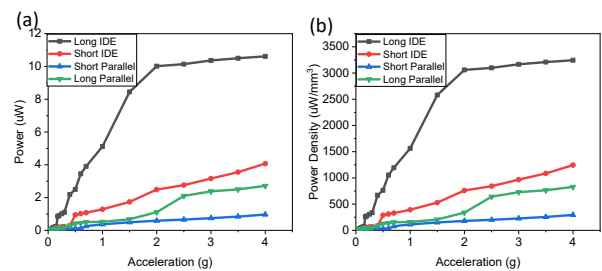 (a)
Long IDE
Short IDE
Short Parallel
Long Parallel
12
10
8
6
4
2
0
Power (uW)
0
1
2
3
4
Acceleration (g)
(b)
Long IDE
Short IDE
Short Parallel
Long Parallel
3500
3000
2500
2000
1500
1000
500
0
Power Density (uW/mm³)
0
1
2
3
4
Acceleration (g)